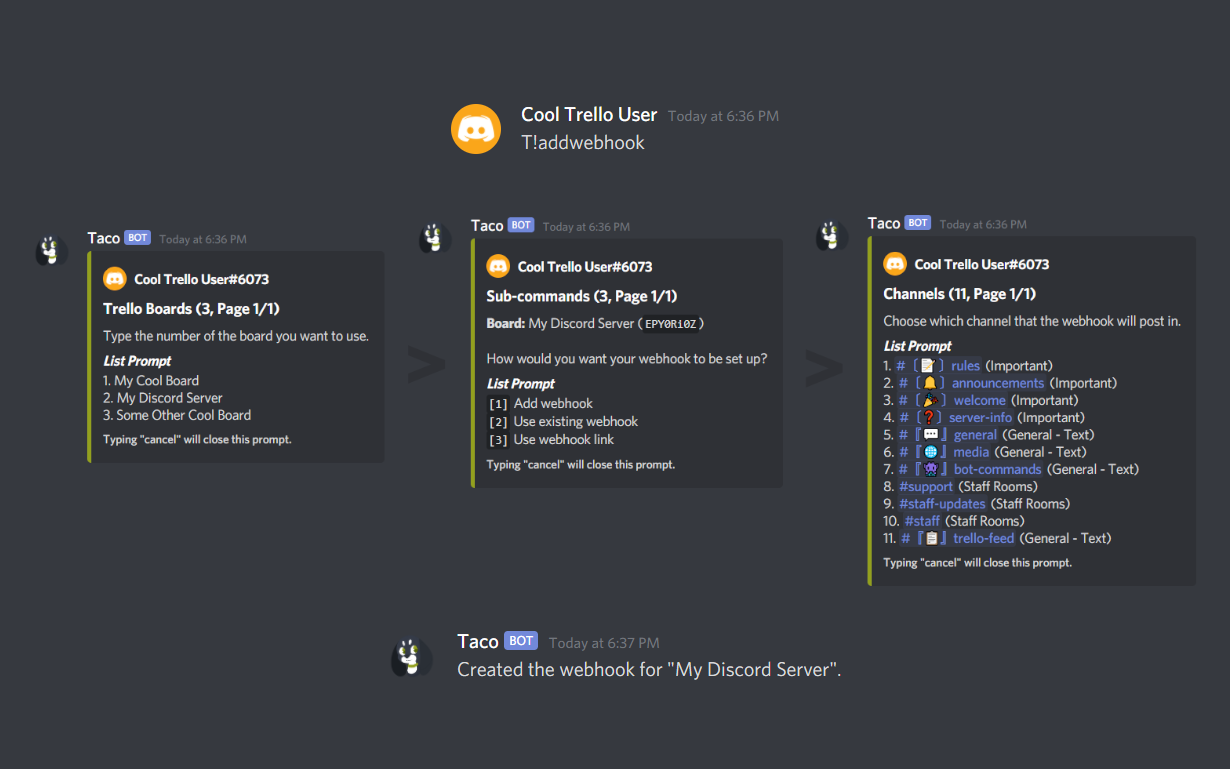 Cool Trello User Today at 6:36 PM
T!addwebhook
Taco BOT Today at 6:36 PM
Cool Trello User#6073
Trello Boards (3, Page 1/1)
Type the number of the board you want to use.
List Prompt
1. My Cool Board
2. My Discord Server
3. Some Other Cool Board
Typing "cancel" will close this prompt.
>
Taco BOT Today at 6:36 PM
Cool Trello User#6073
Sub-commands (3, Page 1/1)
Board: My Discord Server (EPY0Ri0Z)
How would you want your webhook to be set up?
List Prompt
[1] Add webhook
[2] Use existing webhook
[3] Use webhook link
Typing "cancel" will close this prompt.
>
Taco BOT Today at 6:36 PM
Cool Trello User#6073
Channels (11, Page 1/1)
Choose which channel that the webhook will post in.
List Prompt
1. #〔📝〕rules (Important)
2. #〔🔔〕announcements (Important)
3. #〔🎉〕welcome (Important)
4. #〔❓〕server-info (Important)
5. #『💬』general (General - Text)
6. #『🌐』media (General - Text)
7. #『👾』bot-commands (General - Text)
8. #support (Staff Rooms)
9. #staff-updates (Staff Rooms)
10. #staff (Staff Rooms)
11. #『📋』trello-feed (General - Text)
Typing "cancel" will close this prompt.
Taco BOT Today at 6:37 PM
Created the webhook for "My Discord Server".